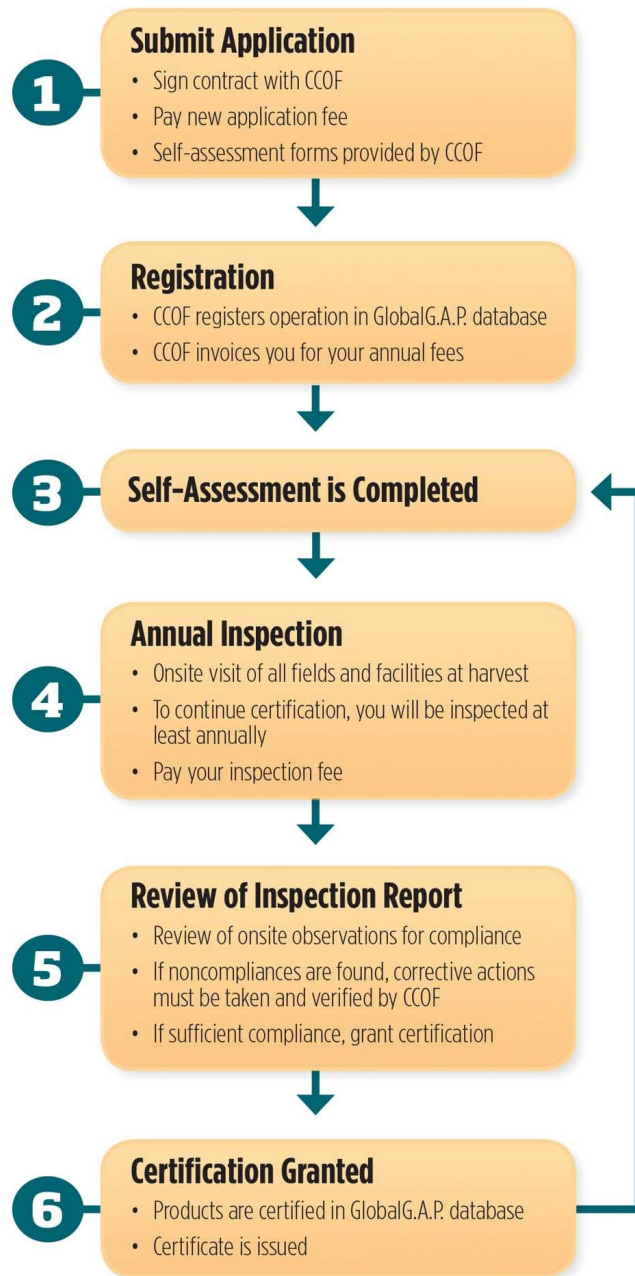 1
Submit Application
• Sign contract with CCOF
• Pay new application fee
• Self-assessment forms provided by CCOF
2
Registration
• CCOF registers operation in GlobalG.A.P. database
• CCOF invoices you for your annual fees
3
Self-Assessment is Completed
4
Annual Inspection
• Onsite visit of all fields and facilities at harvest
• To continue certification, you will be inspected at
least annually
• Pay your inspection fee
5
Review of Inspection Report
• Review of onsite observations for compliance
• If noncompliances are found, corrective actions
must be taken and verified by CCOF
• If sufficient compliance, grant certification
6
Certification Granted
• Products are certified in GlobalG.A.P. database
• Certificate is issued